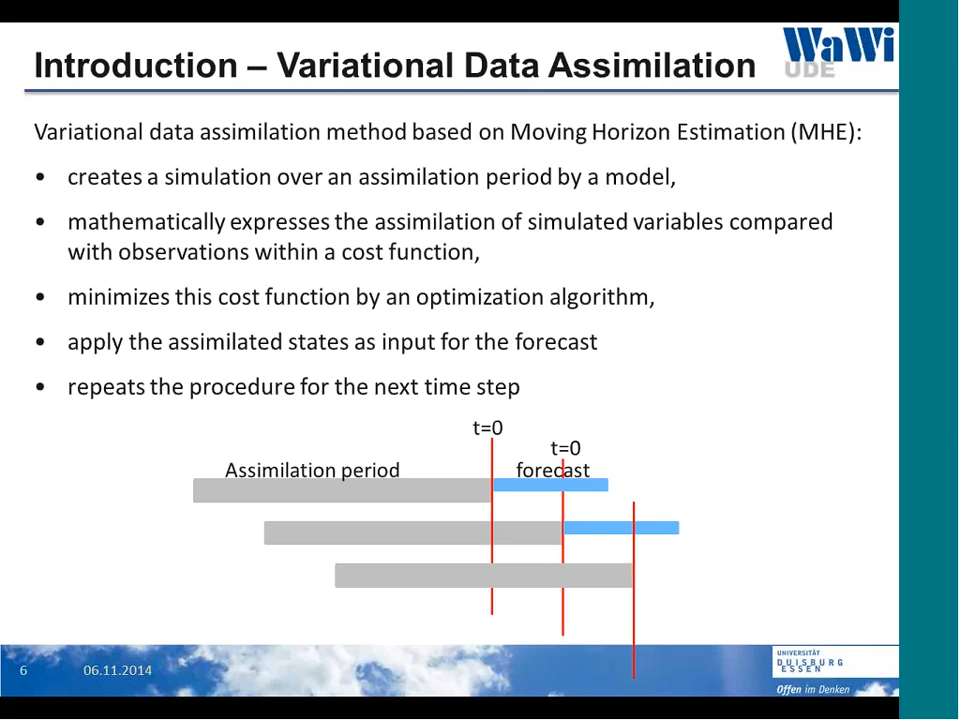 Introduction – Variational Data Assimilation
WaWi
UDE
Variational data assimilation method based on Moving Horizon Estimation (MHE):
• creates a simulation over an assimilation period by a model,
• mathematically expresses the assimilation of simulated variables compared
with observations within a cost function,
• minimizes this cost function by an optimization algorithm,
• apply the assimilated states as input for the forecast
• repeats the procedure for the next time step
t=0
t=0
Assimilation period
forecast
6
06.11.2014
UNIVERSITÄT
DUISBURG
ESSEN
Offen im Denken